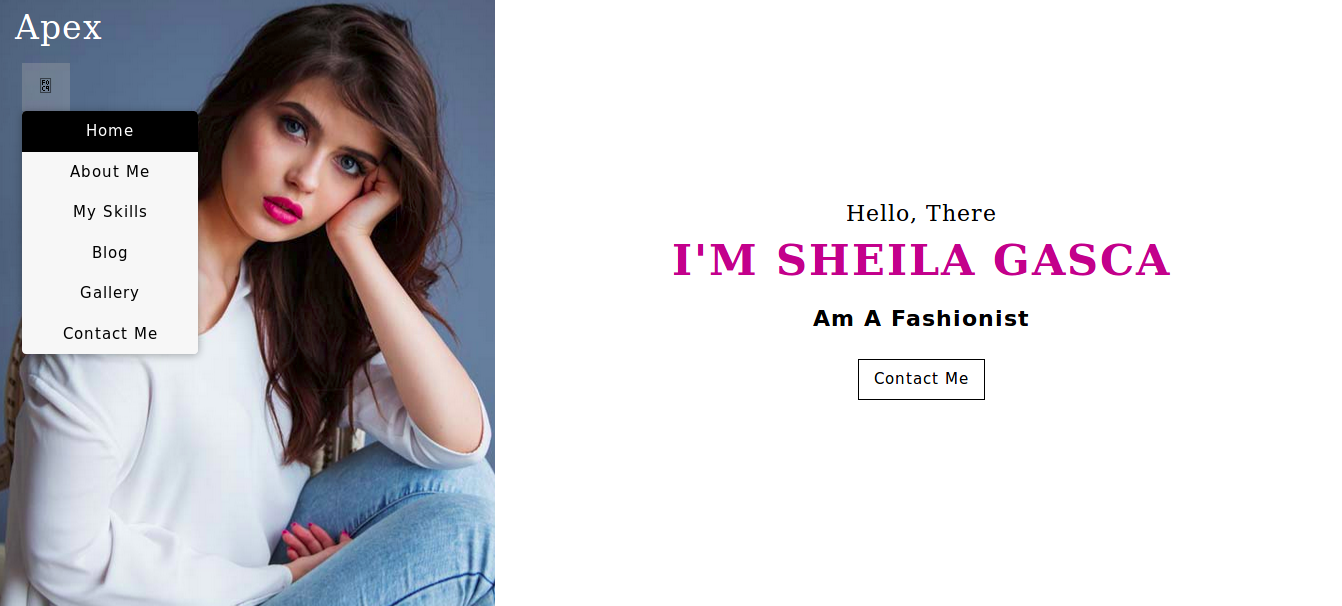 Apex
Home
About Me
My Skills
Blog
Gallery
Contact Me
Hello, There
I'M SHEILA GASCA
Am A Fashionist
Contact Me